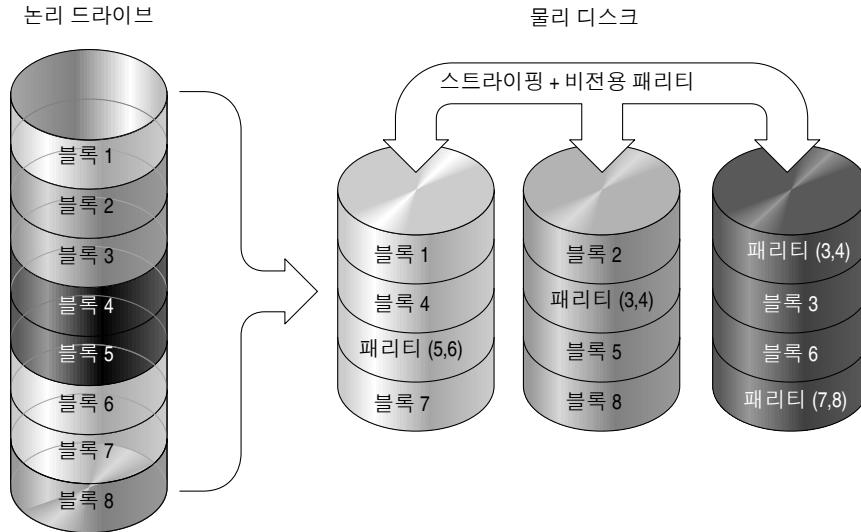 논리 드라이브
물리 디스크
스트라이핑 + 비전용 패리티
블록 1
블록 2
블록 3
블록 4
블록 5
블록 6
블록 7
블록 8
블록 1
블록 4
패리티 (5,6)
블록 7
블록 2
패리티 (3,4)
블록 5
블록 8
패리티 (3,4)
블록 3
블록 6
패리티 (7,8)